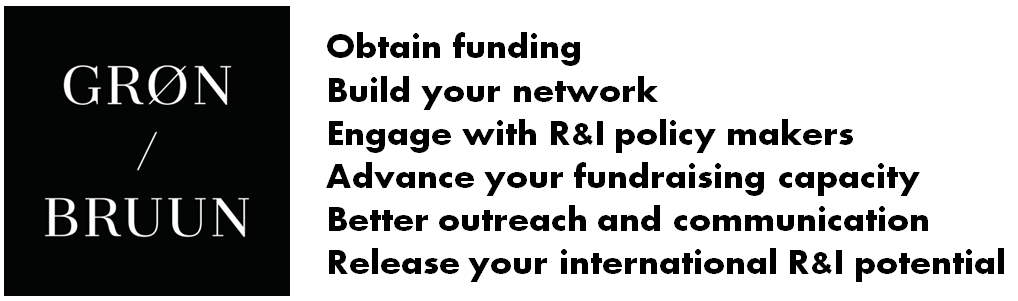 GRØN
/
BRUUN
Obtain funding
Build your network
Engage with R&I policy makers
Advance your fundraising capacity
Better outreach and communication
Release your international R&I potential